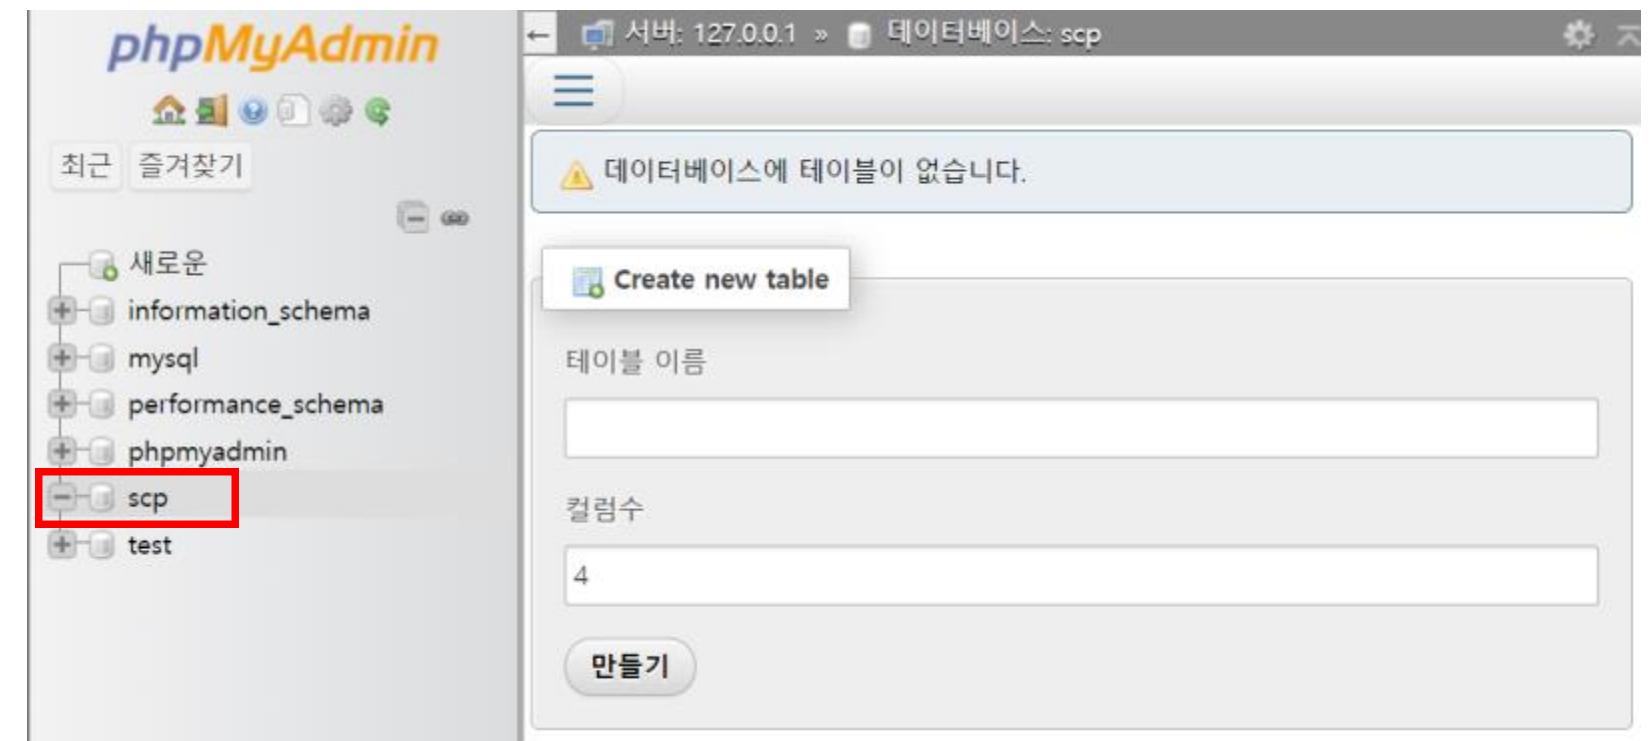 phpMyAdmin
최근 즐겨찾기
새로운
information_schema
mysql
performance_schema
phpmyadmin
scp
test
서버: 127.0.0.1 » 데이터베이스: scp
데이터베이스에 테이블이 없습니다.
Create new table
테이블 이름
컬럼수
4
만들기